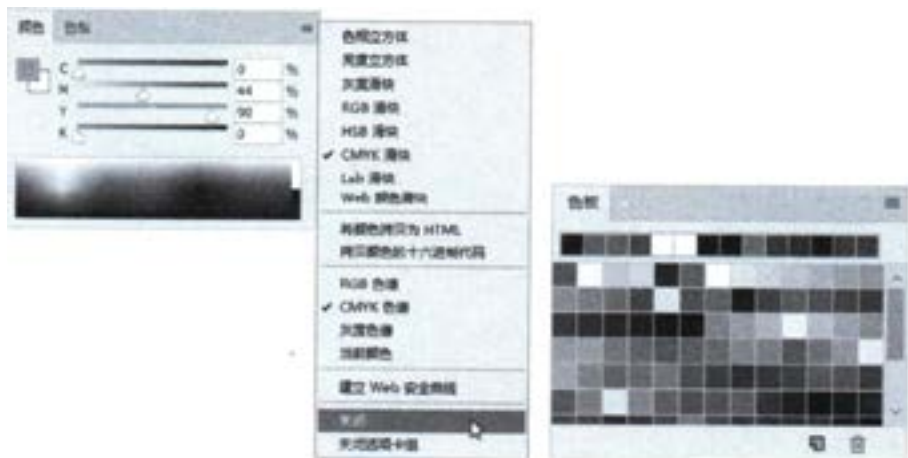 颜色 色板
C 0 %
M 44 %
Y 90 %
K 0 %
色相立方体
亮度立方体
灰度滑块
RGB 滑块
HSB 滑块
✓ CMYK 滑块
Lab 滑块
Web 颜色滑块
将颜色拷贝为 HTML
拷贝颜色的十六进制代码
RGB 色谱
✓ CMYK 色谱
灰度色谱
当前颜色
建立 Web 安全曲线
关闭
关闭选项卡组
色板